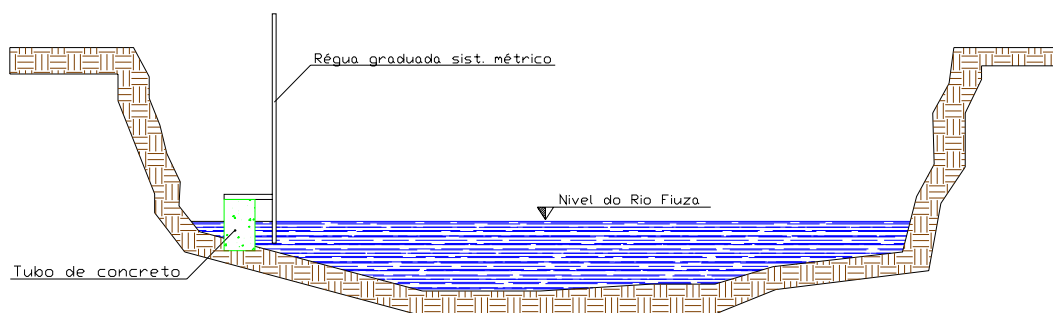 Régua graduada sist. métrico
Nivel do Rio Fiuza
Tubo de concreto